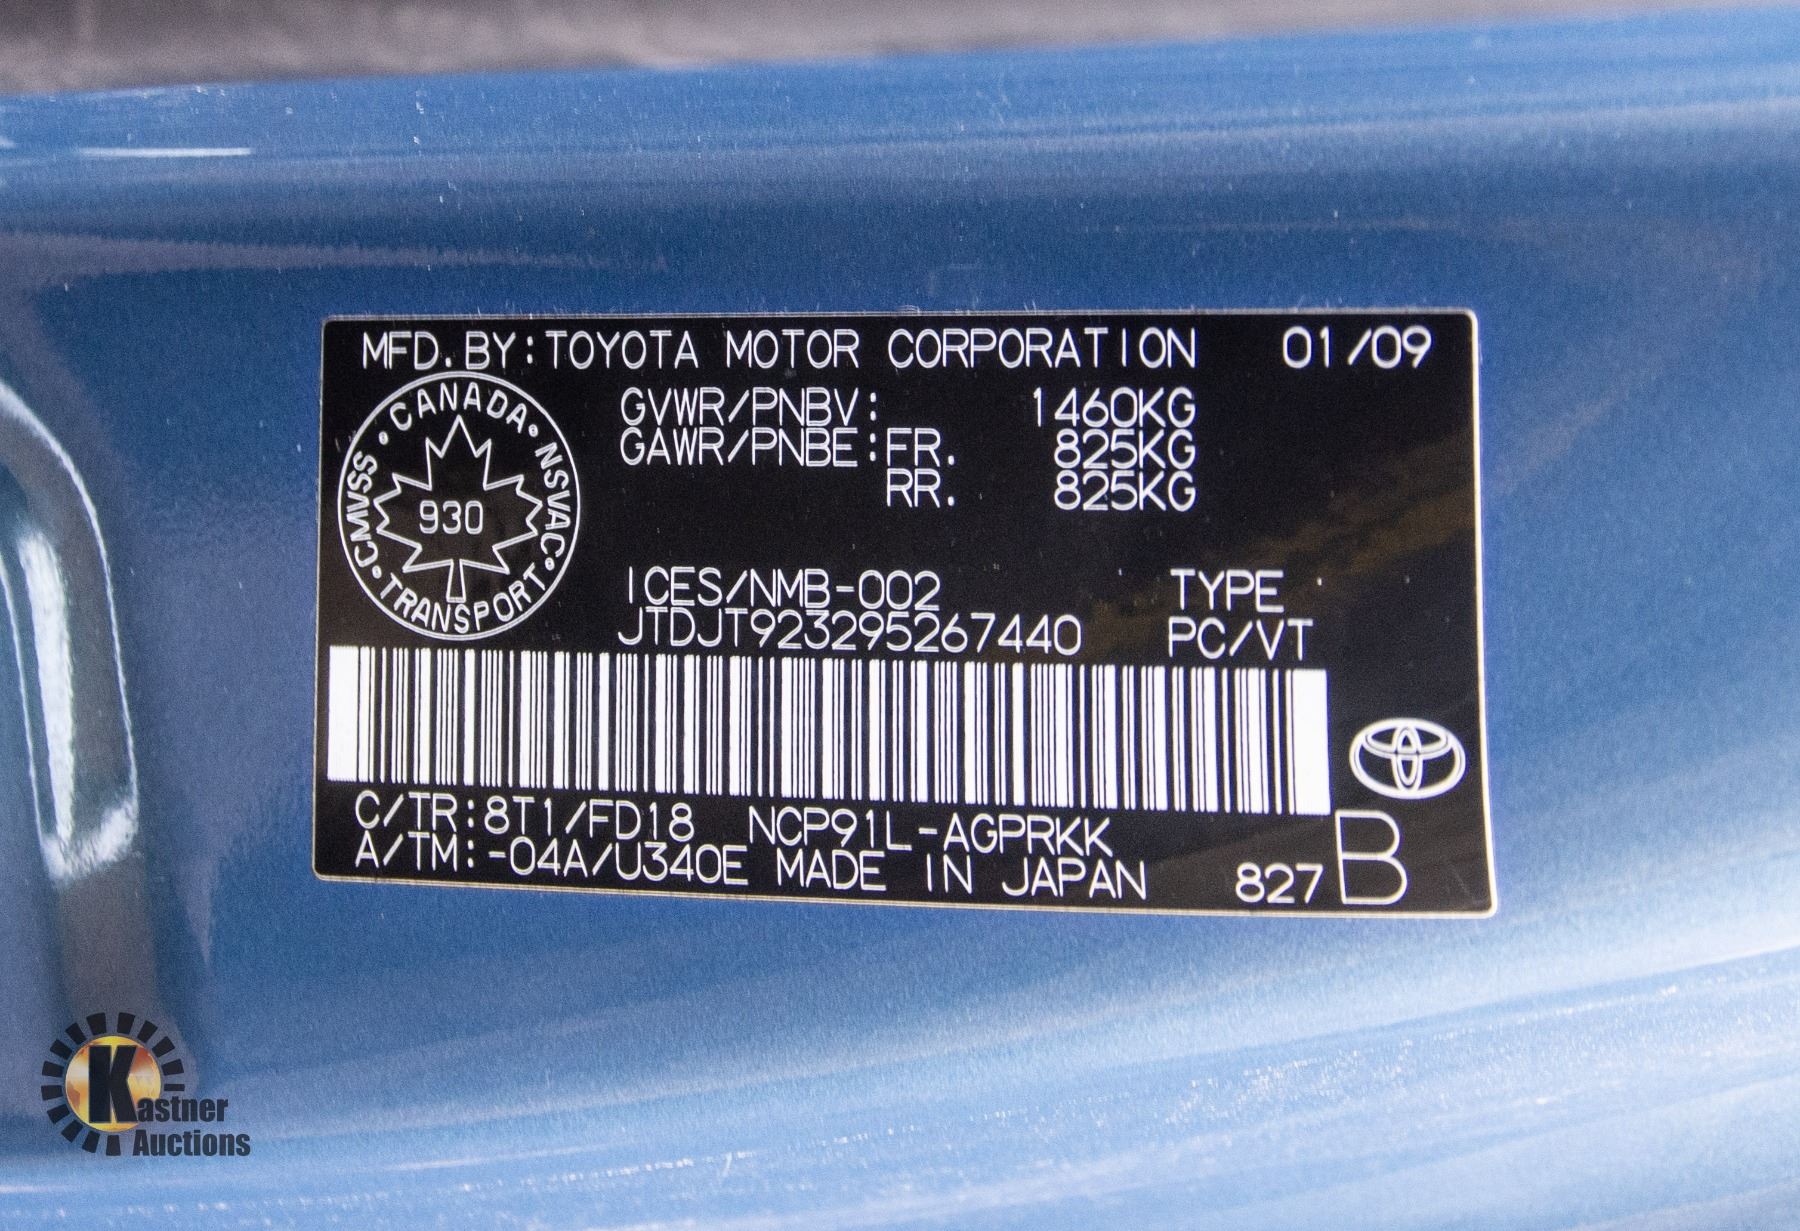 MFD. BY: TOYOTA MOTOR CORPORATION 01/09
CANADA • NSVAC • TRANSPORT • CMVSS •
930
GVWR/PNBV: 1460KG
GAWR/PNBE: FR. 825KG
RR. 825KG
ICES/NMB-002 TYPE
JTDJT923295267440 PC/VT
C/TR: 8T1/FD18 NCP91L-AGPRKK
A/TM: -04A/U340E MADE IN JAPAN 827 B
Kastner
Auctions